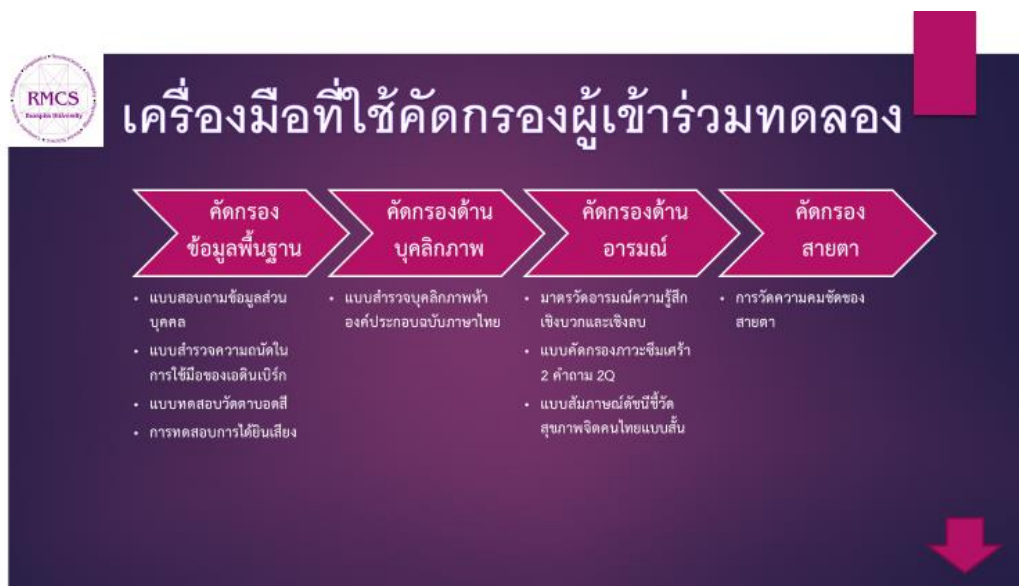 RMCS
Burapha University
เครื่องมือที่ใช้คัดกรองผู้เข้าร่วมทดลอง
คัดกรอง
ข้อมูลพื้นฐาน
• แบบสอบถามข้อมูลส่วน
บุคคล
• แบบสำรวจความถนัดใน
การใช้มือของเอดินเบิร์ก
• แบบทดสอบวัดตาบอดสี
• การทดสอบการได้ยินเสียง
คัดกรองด้าน
บุคลิกภาพ
• แบบสำรวจบุคลิกภาพห้า
องค์ประกอบฉบับภาษาไทย
คัดกรองด้าน
อารมณ์
• มาตรวัดอารมณ์ความรู้สึก
เชิงบวกและเชิงลบ
• แบบคัดกรองภาวะซึมเศร้า
2 คำถาม 2Q
• แบบสัมภาษณ์ดัชนีชี้วัด
สุขภาพจิตคนไทยแบบสั้น
คัดกรอง
สายตา
• การวัดความคมชัดของ
สายตา